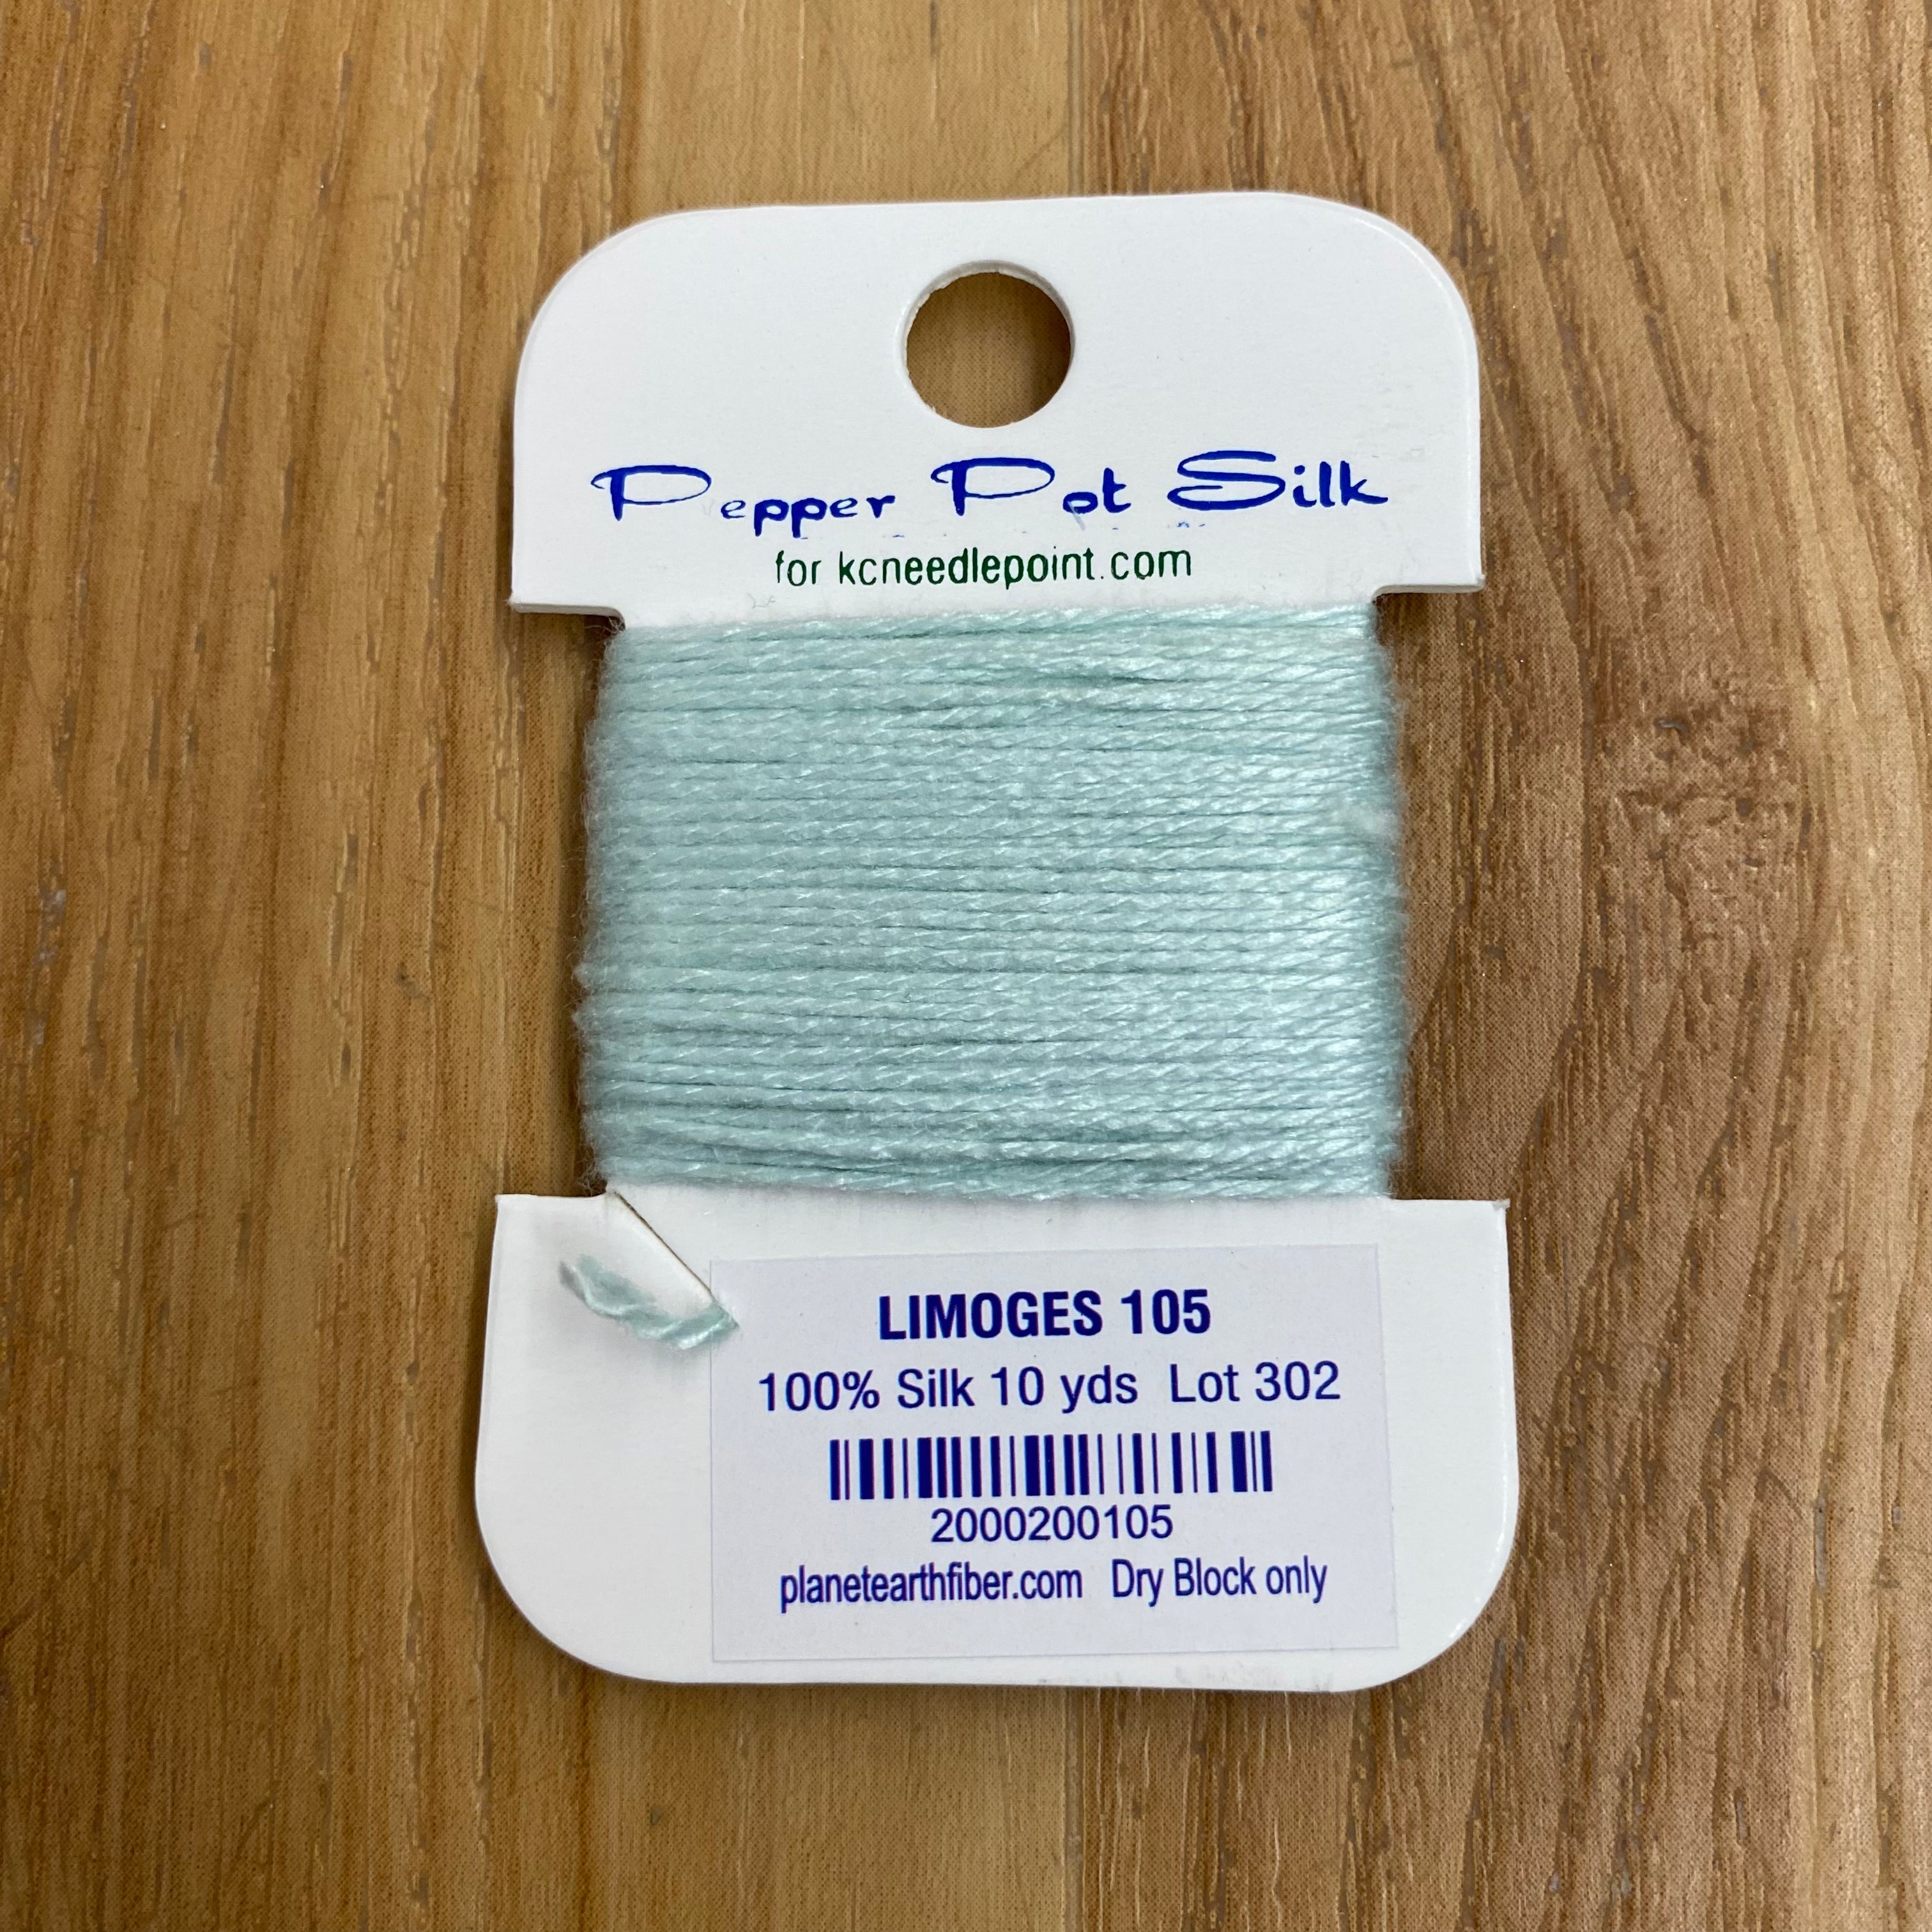 Pepper Pot Silk
for kcneedlepoint.com
LIMOGES 105
100% Silk 10 yds Lot 302
2000200105
planetearthfiber.com Dry Block only